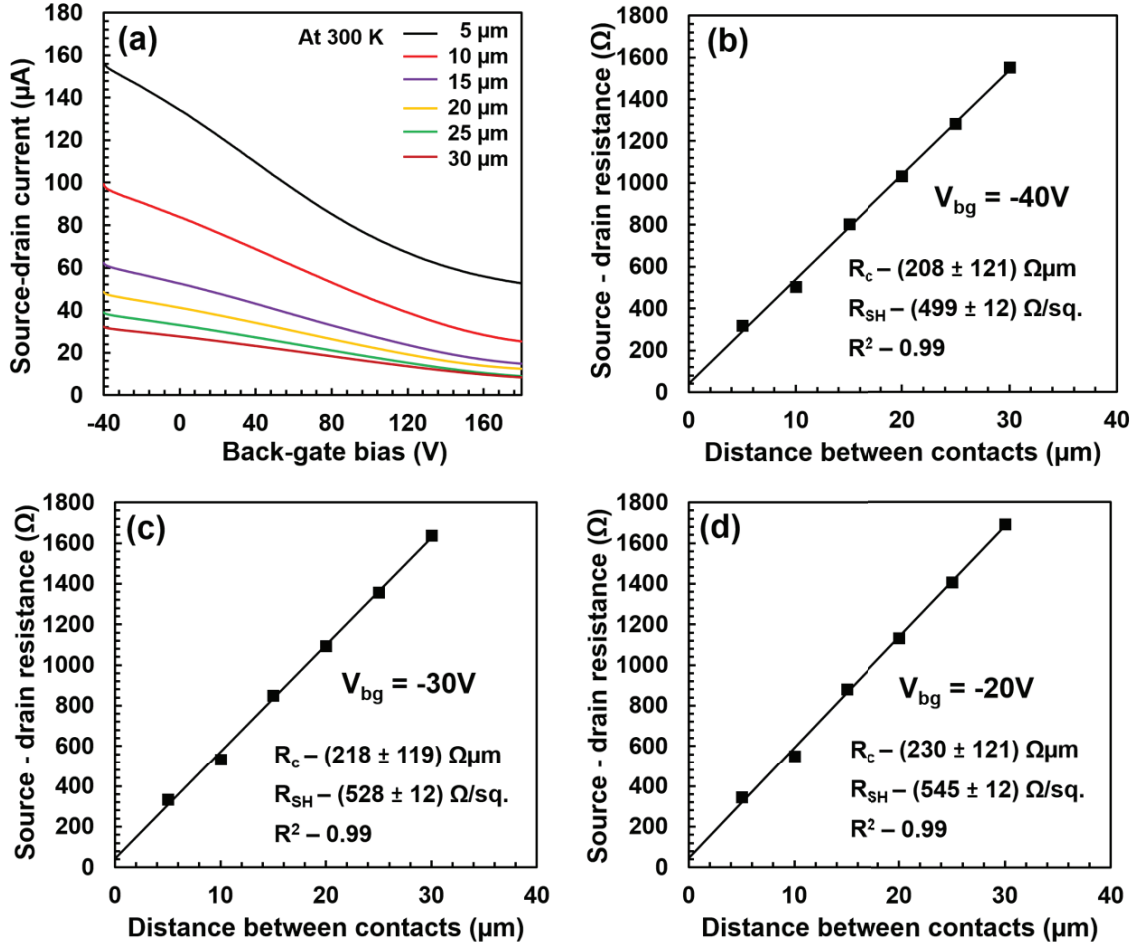 (a)
At 300 K
5 µm
10 µm
15 µm
20 µm
25 µm
30 µm
Source-drain current (µA)
180
160
140
120
100
80
60
40
20
0
-40 0 40 80 120 160
Back-gate bias (V)
(b)
Source - drain resistance (Ω)
1800
1600
1400
1200
1000
800
600
400
200
0
V_bg = -40V
R_c – (208 ± 121) Ωµm
R_SH – (499 ± 12) Ω/sq.
R² – 0.99
0 10 20 30 40
Distance between contacts (µm)
(c)
Source - drain resistance (Ω)
1800
1600
1400
1200
1000
800
600
400
200
0
V_bg = -30V
R_c – (218 ± 119) Ωµm
R_SH – (528 ± 12) Ω/sq.
R² – 0.99
0 10 20 30 40
Distance between contacts (µm)
(d)
Source - drain resistance (Ω)
1800
1600
1400
1200
1000
800
600
400
200
0
V_bg = -20V
R_c – (230 ± 121) Ωµm
R_SH – (545 ± 12) Ω/sq.
R² – 0.99
0 10 20 30 40
Distance between contacts (µm)